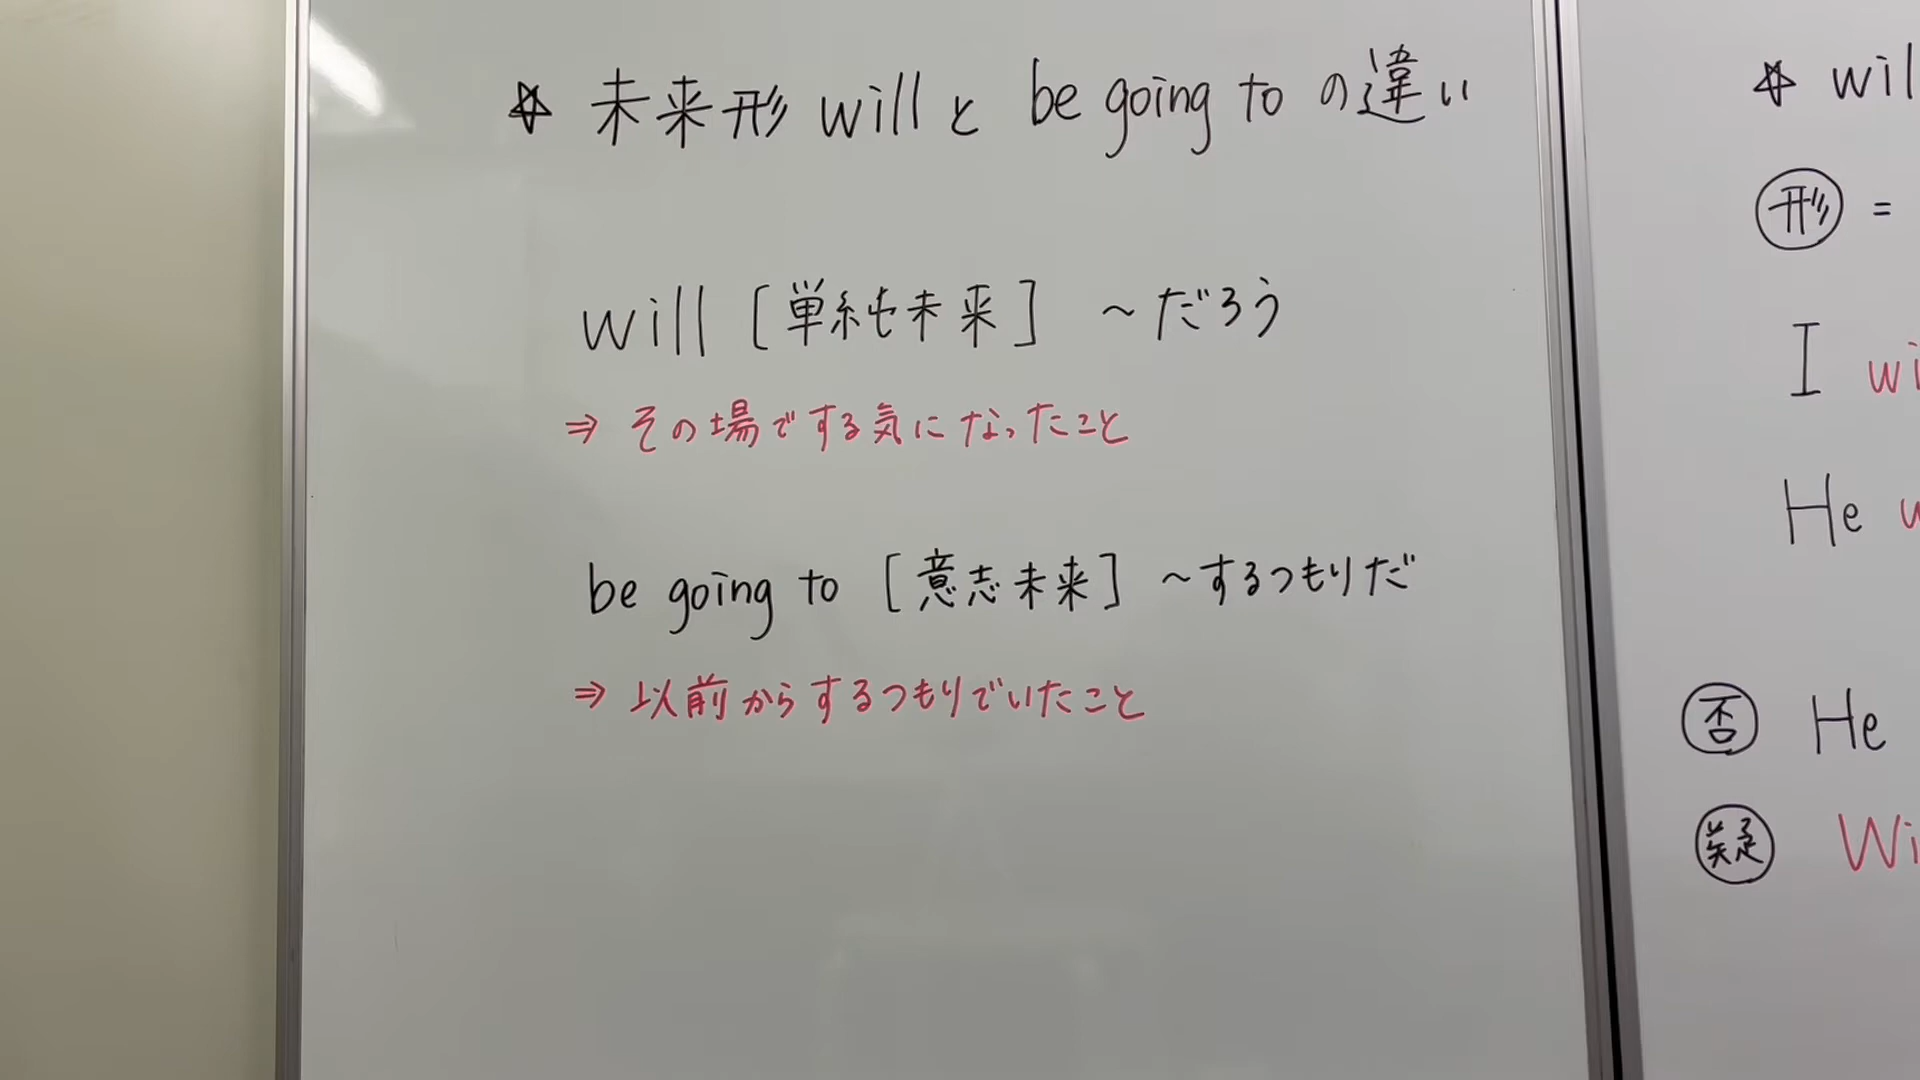 ☆ 未来形 will と be going to の違い
will [単純未来] ～だろう
⇒ その場でする気になったこと
be going to [意志未来] ～するつもりだ
⇒ 以前からするつもりでいたこと
☆ will
形 =
I wi
He w
否 He
疑 Wi